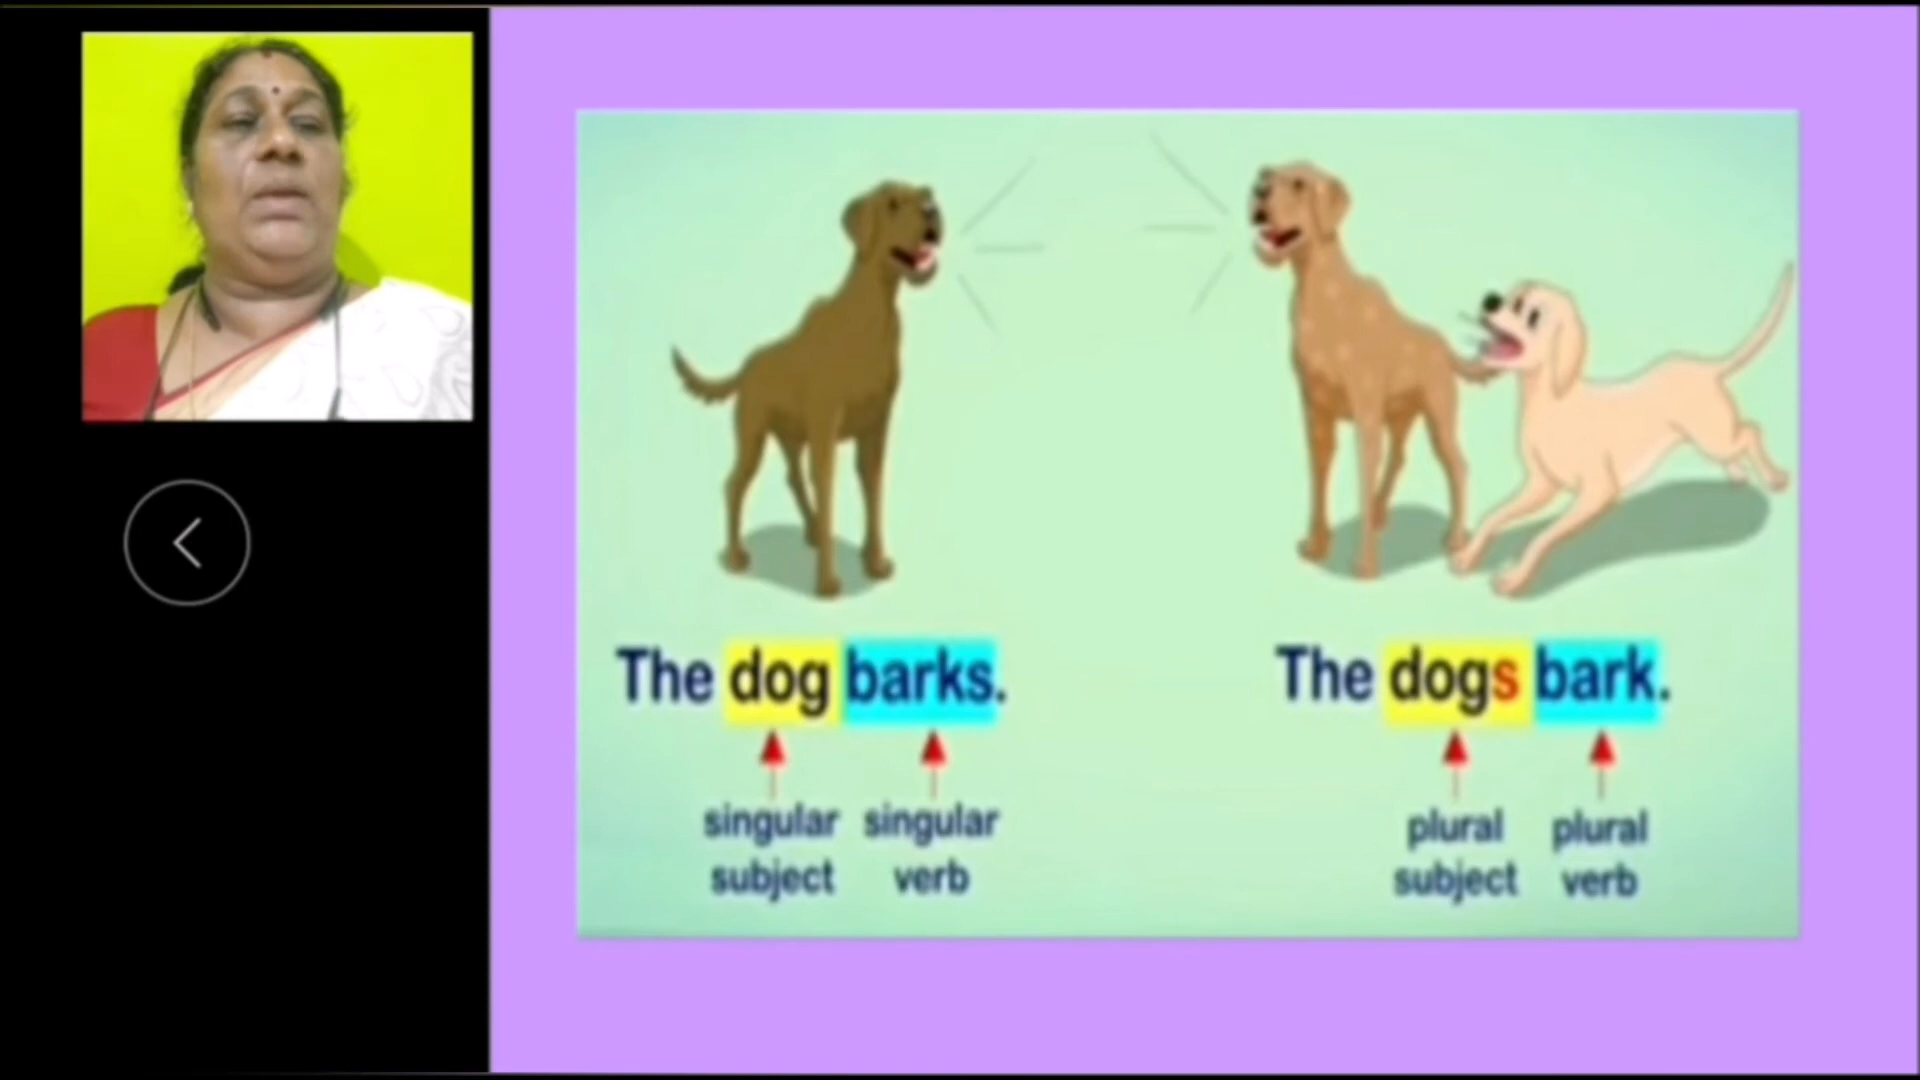 The dog barks.
singular singular
subject verb
The dogs bark.
plural plural
subject verb